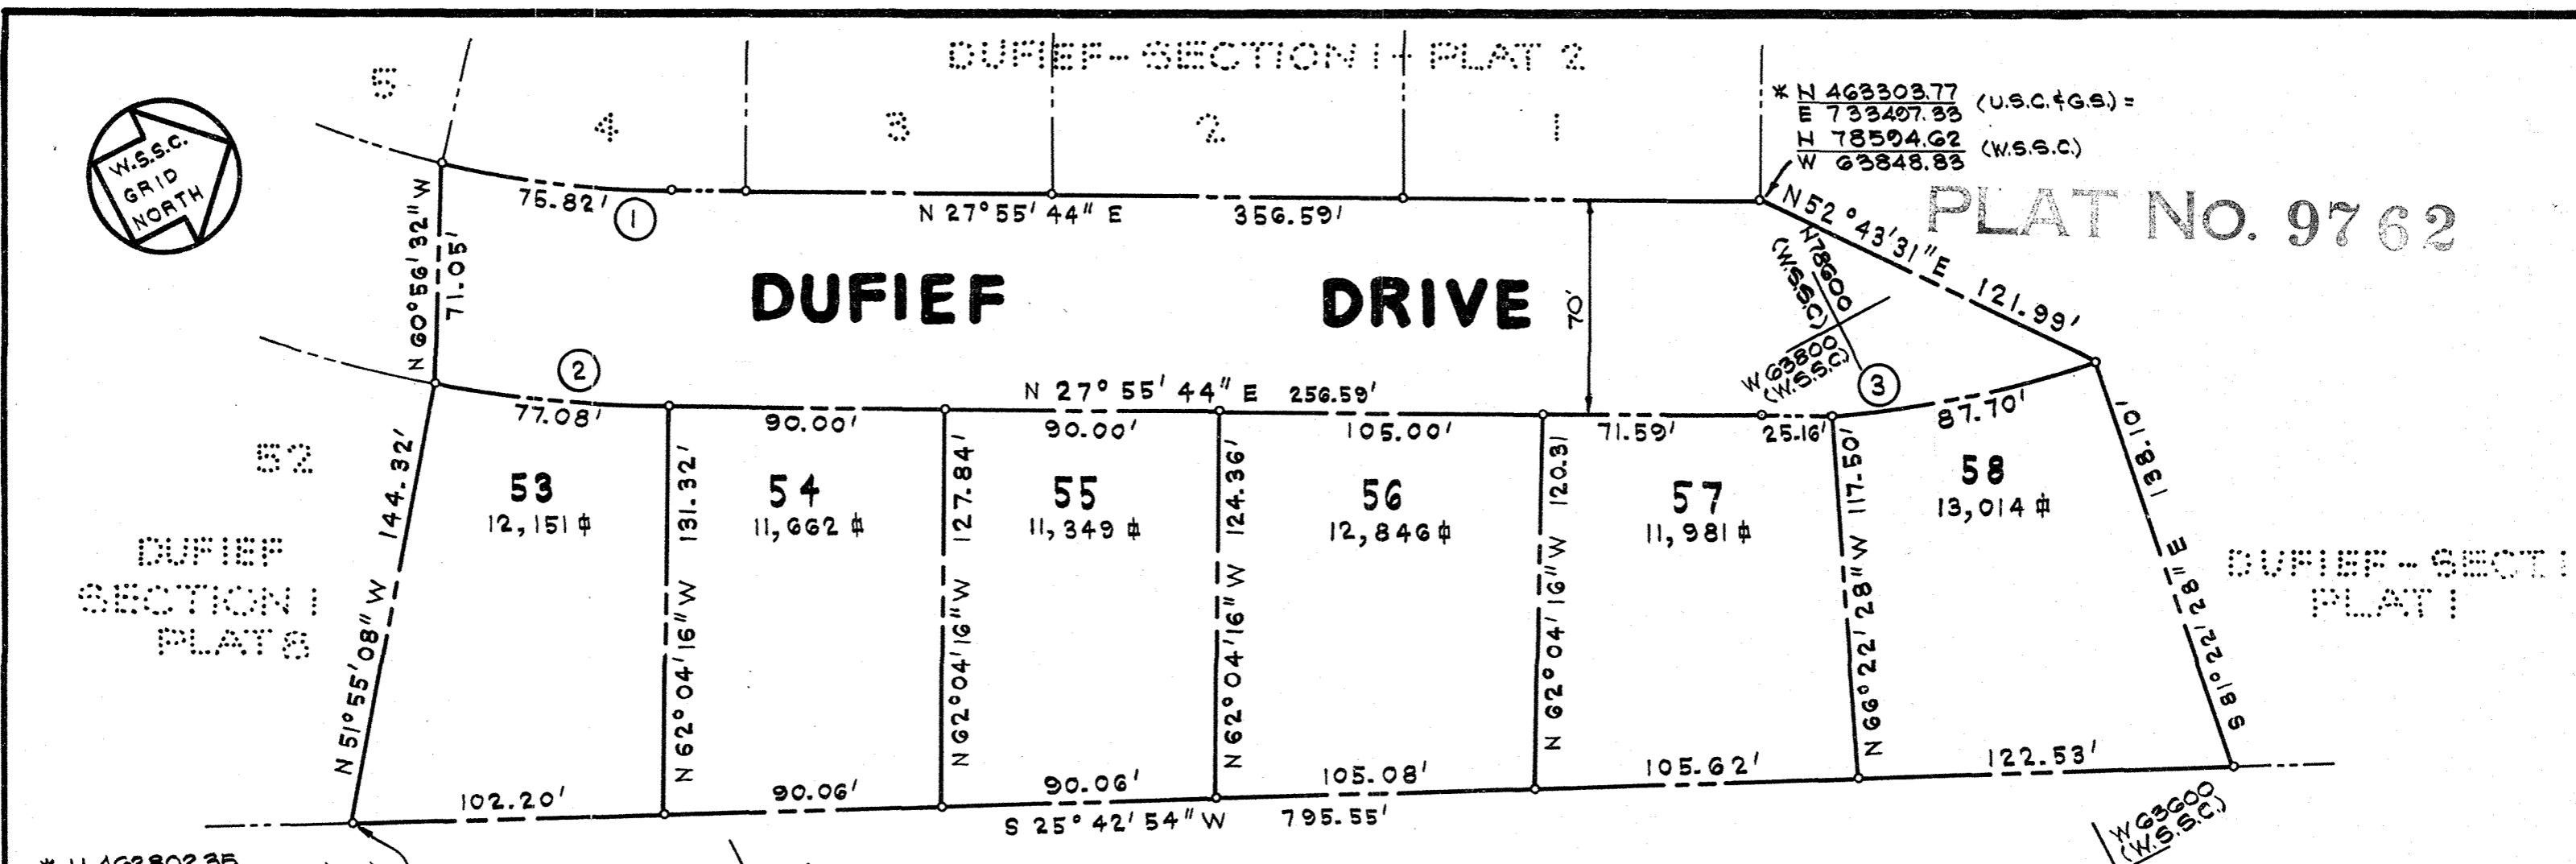 DUFIEF-SECTION I - PLAT 2
5
4
3
2
1
* N 463303.77
E 733497.33
(U.S.C.&G.S.) =
N 78594.62
W 63848.83
(W.S.S.C.)
W.S.S.C.
GRID
NORTH
PLAT No. 9762
75.82'
1
N 27° 55' 44" E 356.59'
N 52° 43' 31" E 121.99'
N 60° 56' 32" W
71.05'
DUFIEF DRIVE
70'
N 78600
(W.S.S.C)
W 63800
(W.S.S.C.)
2
3
N 27° 55' 44" E 256.59'
77.08'
90.00'
90.00'
105.00'
71.59'
25.16'
87.70'
52
DUFIEF
SECTION I
PLAT 8
N 51° 55' 08" W 144.32'
53
12,151 ⌗
N 62° 04' 16" W 131.32'
54
11,662 ⌗
N 62° 04' 16" W 127.84'
55
11,349 ⌗
N 62° 04' 16" W 124.36'
56
12,846 ⌗
N 62° 04' 16" W 120.31
57
11,981 ⌗
N 66° 22' 28" W 117.50'
58
13,014 ⌗
S 81° 22' 28" E 138.10'
DUFIEF-SECT I
PLAT I
102.20'
90.06'
90.06'
105.08'
105.62'
122.53'
S 25° 42' 54" W 795.55'
W 63600
(W.S.S.C.)